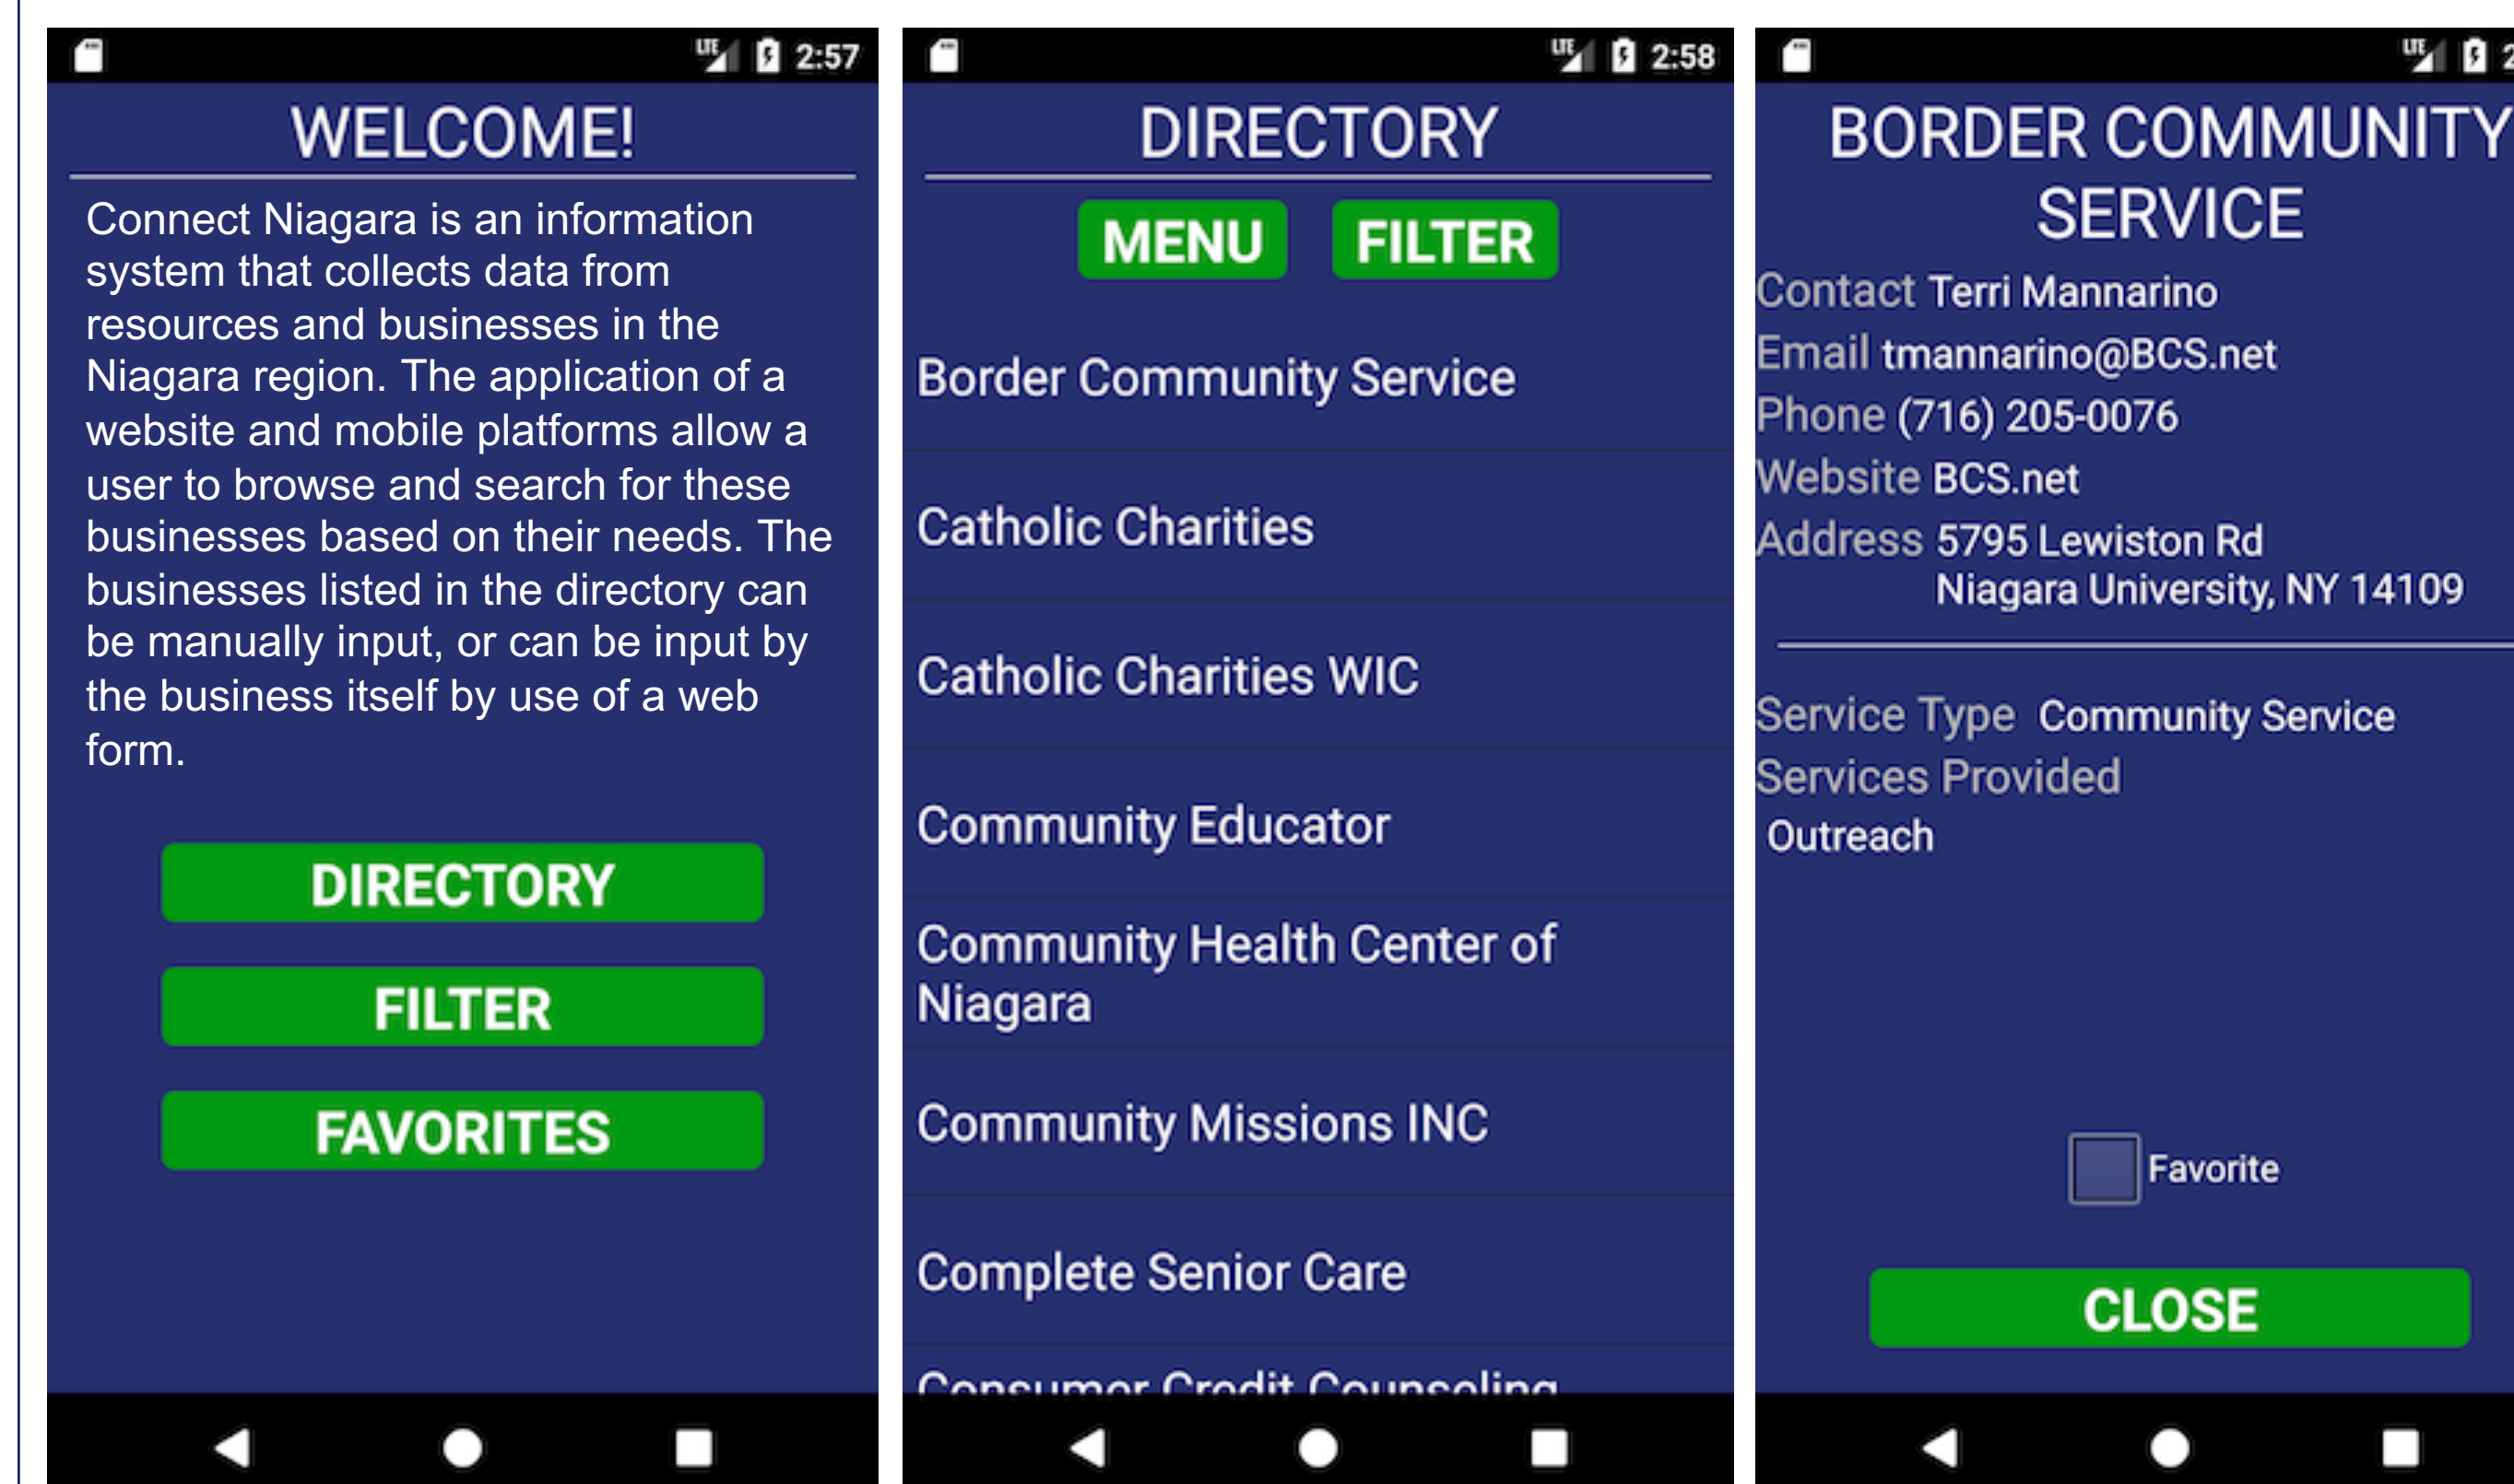 LTE 2:57
WELCOME!
Connect Niagara is an information
system that collects data from
resources and businesses in the
Niagara region. The application of a
website and mobile platforms allow a
user to browse and search for these
businesses based on their needs. The
businesses listed in the directory can
be manually input, or can be input by
the business itself by use of a web
form.
DIRECTORY
FILTER
FAVORITES
LTE 2:58
DIRECTORY
MENU FILTER
Border Community Service
Catholic Charities
Catholic Charities WIC
Community Educator
Community Health Center of
Niagara
Community Missions INC
Complete Senior Care
Consumer Credit Counseling
LTE
BORDER COMMUNITY
SERVICE
Contact Terri Mannarino
Email tmannarino@BCS.net
Phone (716) 205-0076
Website BCS.net
Address 5795 Lewiston Rd
Niagara University, NY 14109
Service Type Community Service
Services Provided
Outreach
Favorite
CLOSE